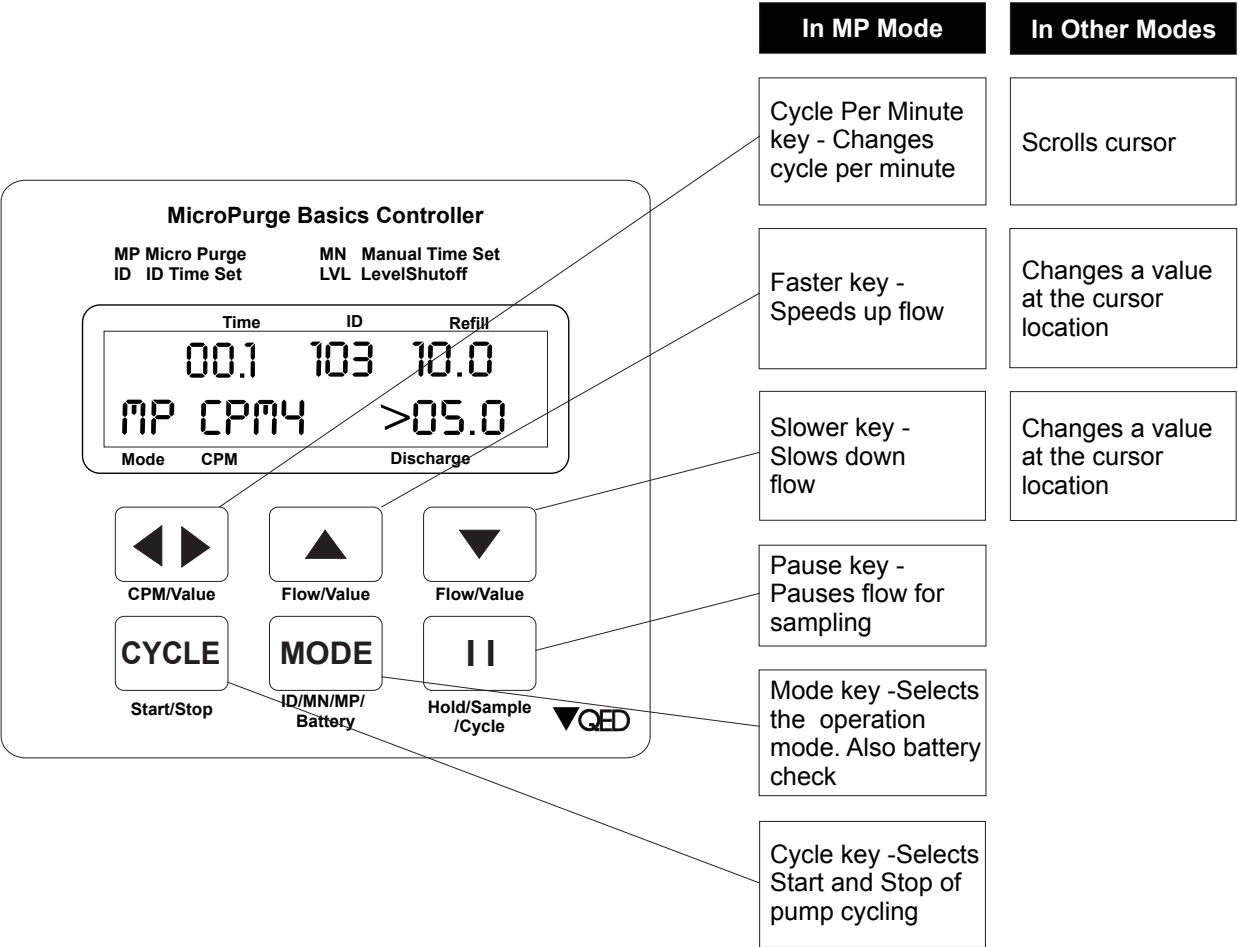 In MP Mode
In Other Modes
Cycle Per Minute
key - Changes
cycle per minute
Scrolls cursor
Faster key -
Speeds up flow
Changes a value
at the cursor
location
Slower key -
Slows down
flow
Changes a value
at the cursor
location
Pause key -
Pauses flow for
sampling
Mode key -Selects
the operation
mode. Also battery
check
Cycle key -Selects
Start and Stop of
pump cycling
MicroPurge Basics Controller
MP Micro Purge MN Manual Time Set
ID ID Time Set LVL LevelShutoff
Time ID Refill
00.1 103 10.0
MP CPM4 >05.0
Mode CPM Discharge
CPM/Value Flow/Value Flow/Value
CYCLE MODE II
Start/Stop
ID/MN/MP/
Battery
Hold/Sample
/Cycle
QED